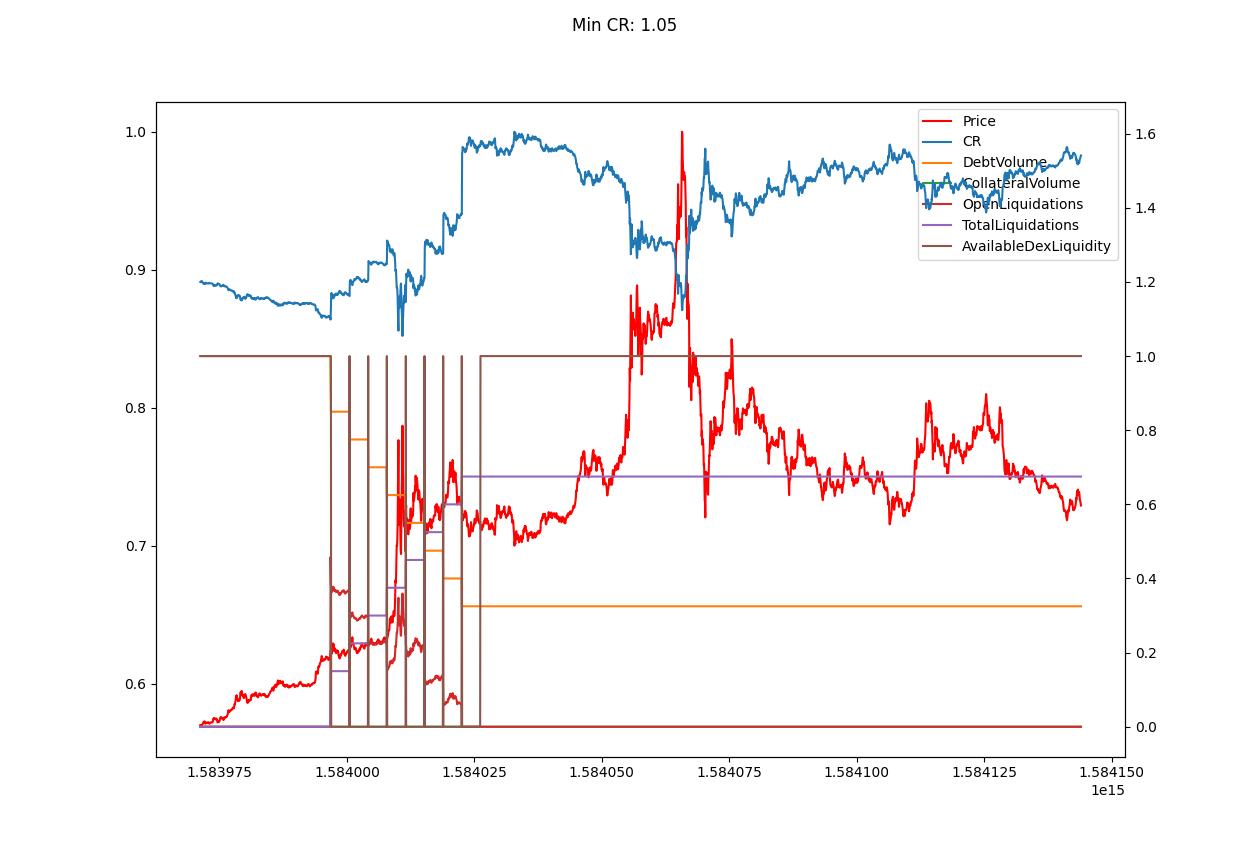 Min CR: 1.05
1.0
0.9
0.8
0.7
0.6
1.6
1.4
1.2
1.0
0.8
0.6
0.4
0.2
0.0
Price
CR
DebtVolume
CollateralVolume
OpenLiquidations
TotalLiquidations
AvailableDexLiquidity
1.583975 1.584000 1.584025 1.584050 1.584075 1.584100 1.584125 1.584150
1e15